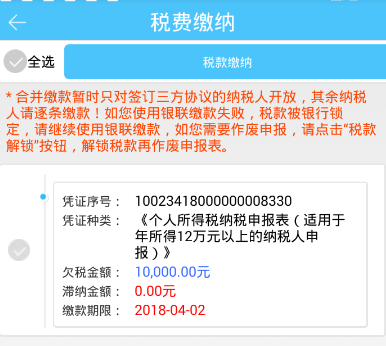 税费缴纳
全选
税款缴纳
* 合并缴款暂时只对签订三方协议的纳税人开放，其余纳税
人请逐条缴款！如您使用银联缴款失败，税款被银行锁
定，请继续使用银联缴款，如您需要作废申报，请点击“税款
解锁”按钮，解锁税款再作废申报表。
凭证序号： 10023418000000008330
凭证种类： 《个人所得税纳税申报表（适用于
年所得12万元以上的纳税人申
报）》
欠税金额： 10,000.00元
滞纳金额： 0.00元
缴款期限： 2018-04-02